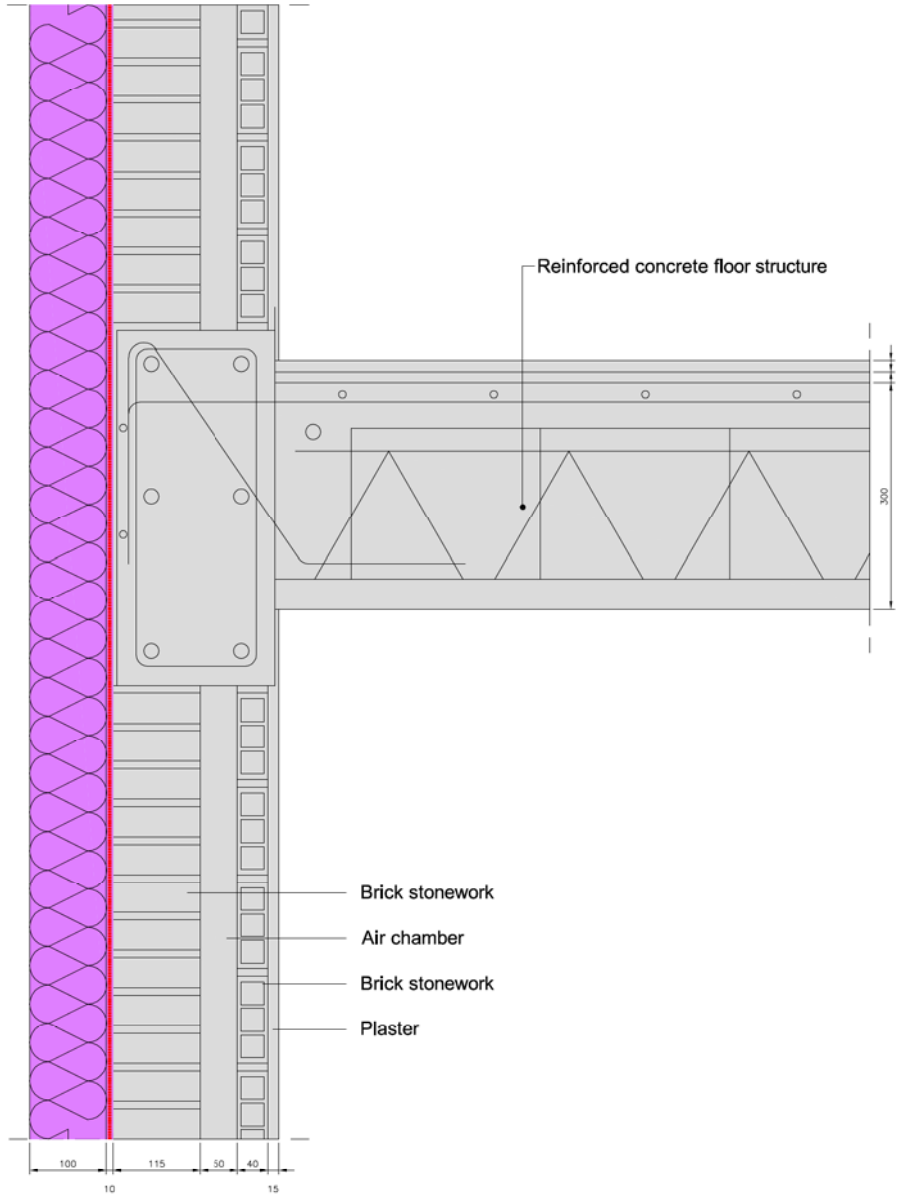 Reinforced concrete floor structure
300
Brick stonework
Air chamber
Brick stonework
Plaster
100 115 50 40
10 15